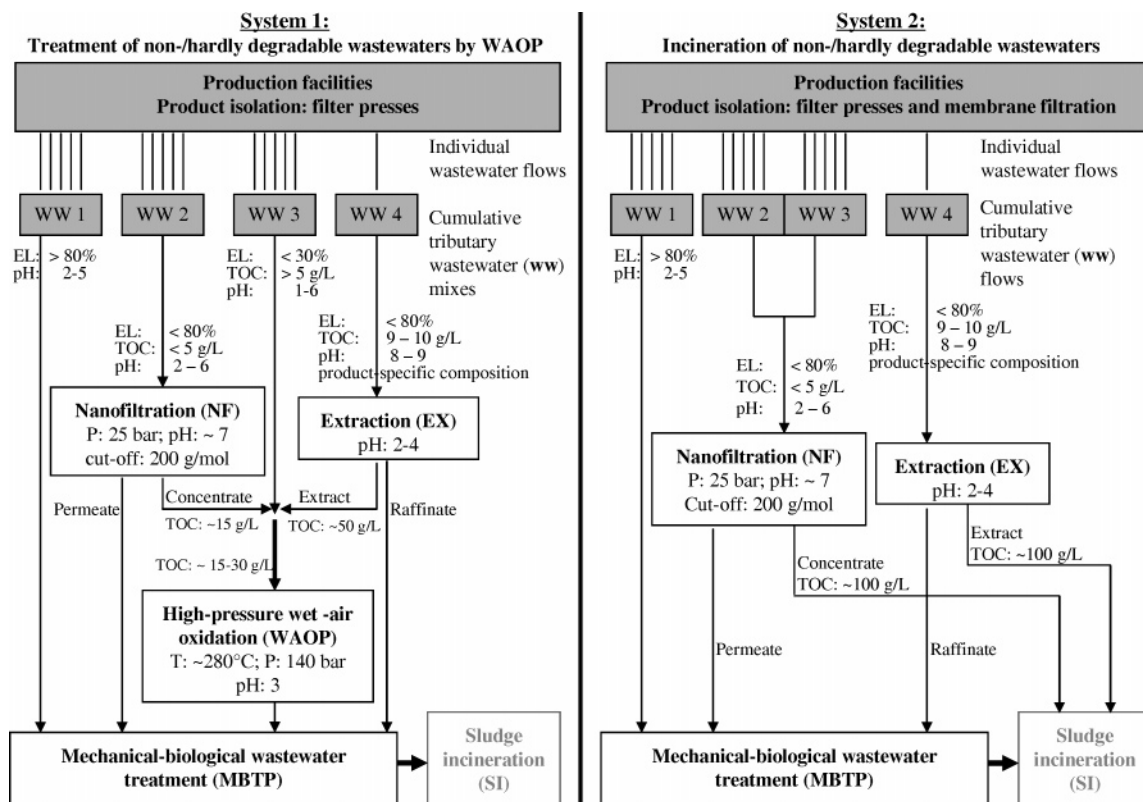 System 1:
Treatment of non-/hardly degradable wastewaters by WAOP
Production facilities
Product isolation: filter presses
Individual
wastewater flows
WW 1
WW 2
WW 3
WW 4
Cumulative
tributary
wastewater (ww)
mixes
EL: > 80%
pH: 2-5
EL: < 30%
TOC: > 5 g/L
pH: 1-6
EL: < 80%
TOC: < 5 g/L
pH: 2 – 6
EL: < 80%
TOC: 9 – 10 g/L
pH: 8 – 9
product-specific composition
Nanofiltration (NF)
P: 25 bar; pH: ~ 7
cut-off: 200 g/mol
Extraction (EX)
pH: 2-4
Permeate
Concentrate
TOC: ~15 g/L
Extract
TOC: ~50 g/L
Raffinate
TOC: ~ 15-30 g/L
High-pressure wet -air
oxidation (WAOP)
T: ~280°C; P: 140 bar
pH: 3
Mechanical-biological wastewater
treatment (MBTP)
Sludge
incineration
(SI)
System 2:
Incineration of non-/hardly degradable wastewaters
Production facilities
Product isolation: filter presses and membrane filtration
Individual
wastewater flows
WW 1
WW 2
WW 3
WW 4
Cumulative
tributary
wastewater (ww)
flows
EL: > 80%
pH: 2-5
EL: < 80%
TOC: 9 – 10 g/L
pH: 8 – 9
product-specific composition
EL: < 80%
TOC: < 5 g/L
pH: 2 – 6
Nanofiltration (NF)
P: 25 bar; pH: ~ 7
Cut-off: 200 g/mol
Extraction (EX)
pH: 2-4
Extract
TOC: ~100 g/L
Concentrate
TOC: ~100 g/L
Permeate
Raffinate
Mechanical-biological wastewater
treatment (MBTP)
Sludge
incineration
(SI)